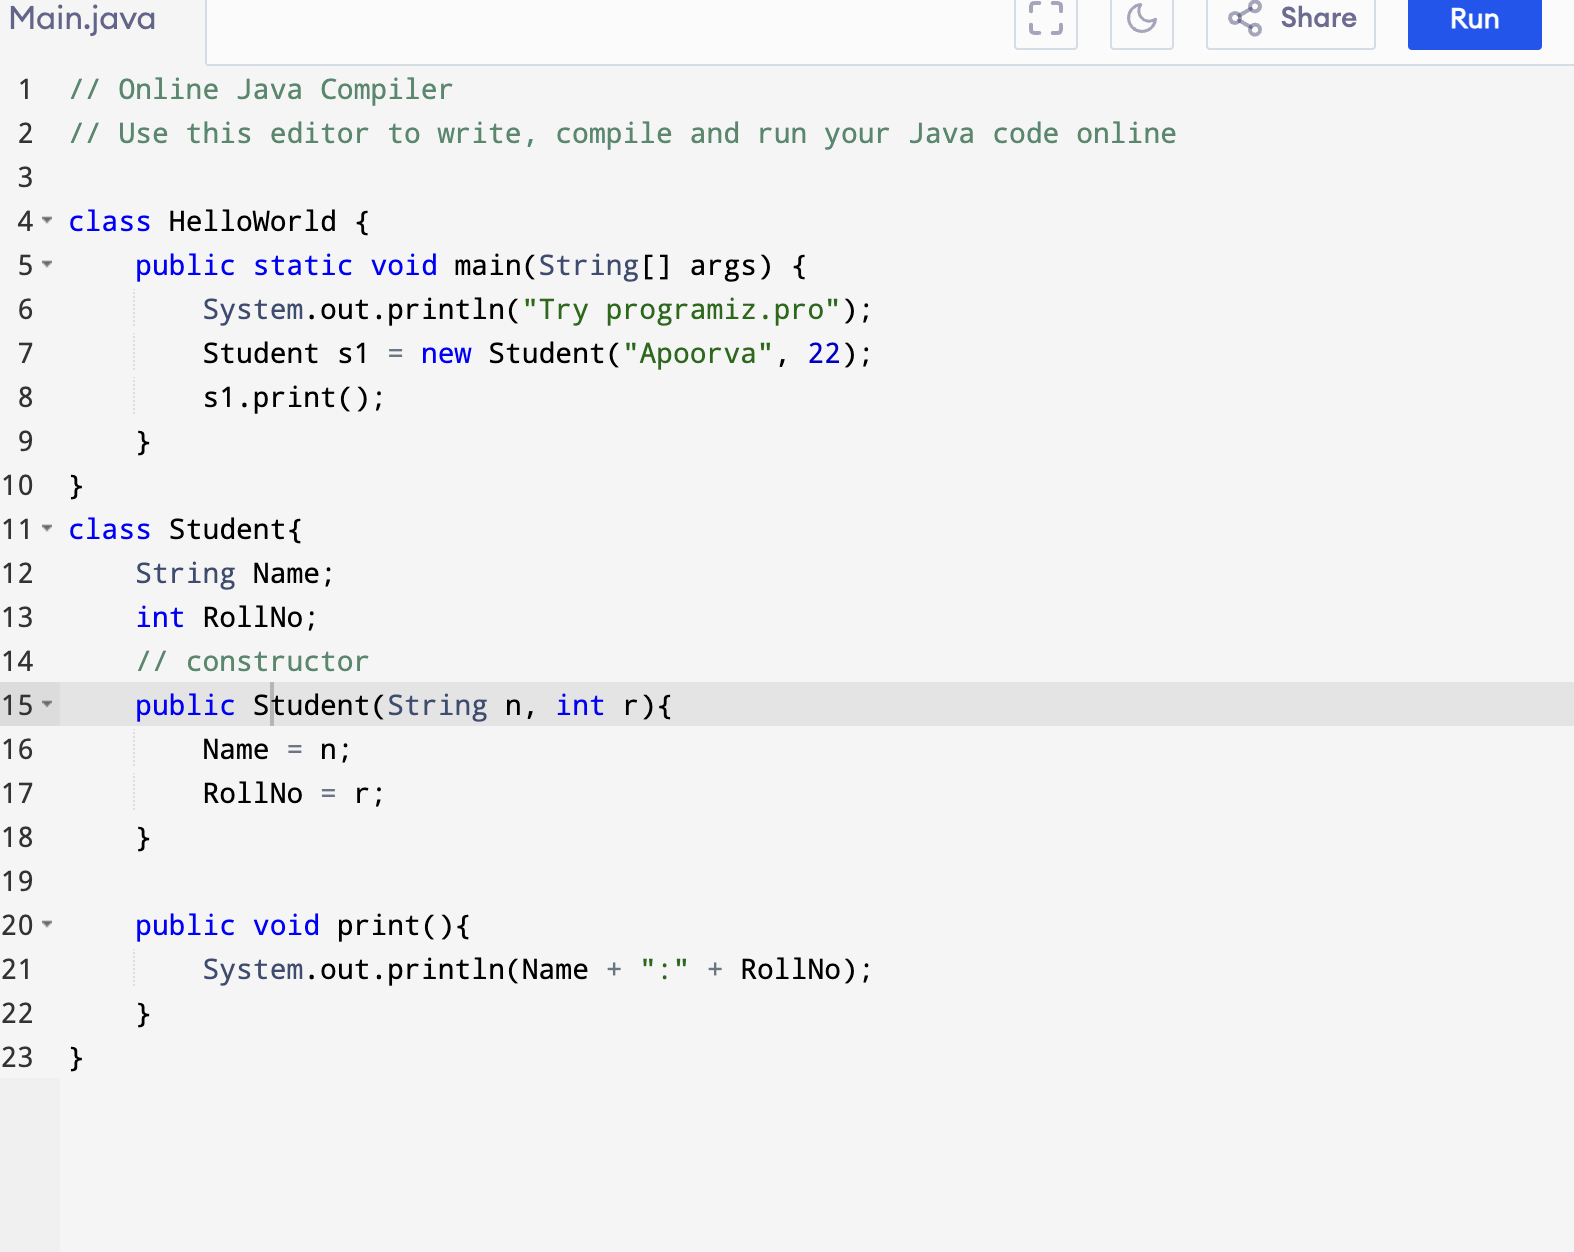 Main.java
Share
Run
1 // Online Java Compiler
2 // Use this editor to write, compile and run your Java code online
3
4 class HelloWorld {
5     public static void main(String[] args) {
6         System.out.println("Try programiz.pro");
7         Student s1 = new Student("Apoorva", 22);
8         s1.print();
9     }
10 }
11 class Student{
12     String Name;
13     int RollNo;
14     // constructor
15     public Student(String n, int r){
16         Name = n;
17         RollNo = r;
18     }
19
20     public void print(){
21         System.out.println(Name + ":" + RollNo);
22     }
23 }